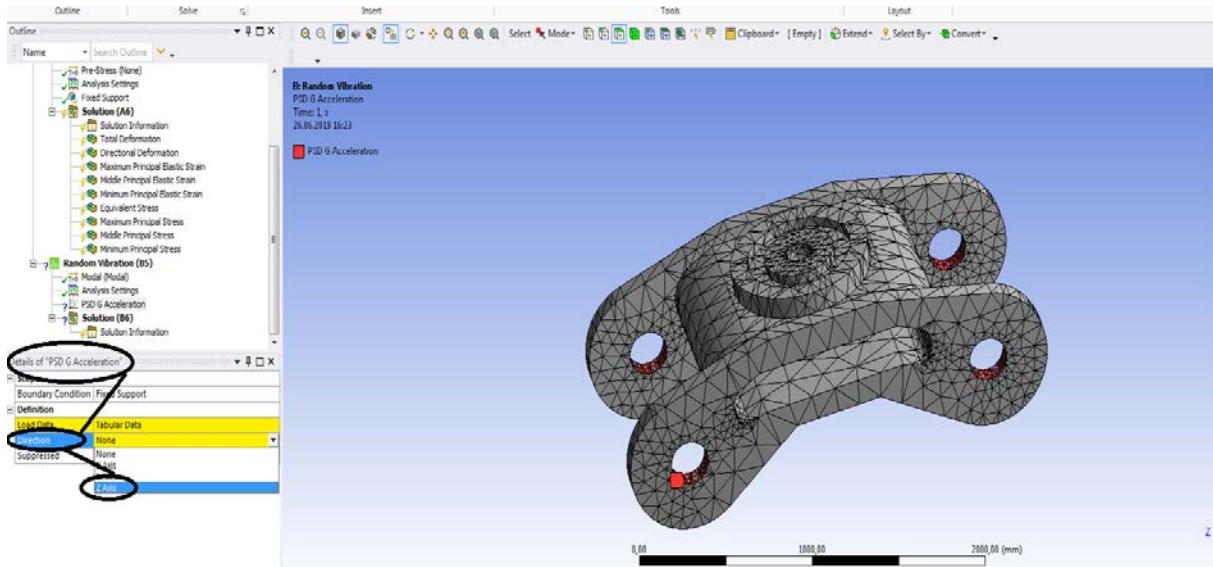 Outline Solve Insert Tools Layout
Outline
Name Search Outline
Select Mode Clipboard [Empty] Extend Select By Convert
Pre-Stress (None)
Analysis Settings
Fixed Support
Solution (A6)
Solution Information
Total Deformation
Directional Deformation
Maximum Principal Elastic Strain
Middle Principal Elastic Strain
Minimum Principal Elastic Strain
Equivalent Stress
Maximum Principal Stress
Middle Principal Stress
Minimum Principal Stress
Random Vibration (B5)
Modal (Modal)
Analysis Settings
PSD G Acceleration
Solution (B6)
Solution Information
B: Random Vibration
PSD G Acceleration
Time: 1, s
26.06.2019 16:23
PSD G Acceleration
Details of "PSD G Acceleration"
Boundary Condition Fixed Support
Definition
Load Data Tabular Data
Direction None
Suppressed None
Axis
Z Axis
0,00 1000,00 2000,00 (mm)
Z